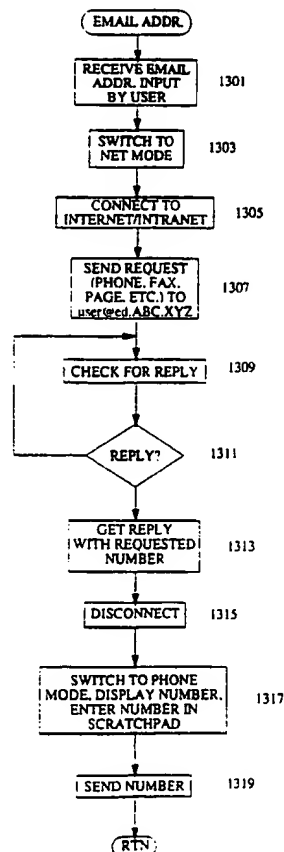 EMAIL ADDR.
RECEIVE EMAIL
ADDR. INPUT
BY USER
1301
SWITCH TO
NET MODE
1303
CONNECT TO
INTERNET/INTRANET
1305
SEND REQUEST
(PHONE, FAX,
PAGE, ETC.) TO
user@ed.ABC.XYZ
1307
CHECK FOR REPLY
1309
REPLY?
1311
GET REPLY
WITH REQUESTED
NUMBER
1313
DISCONNECT
1315
SWITCH TO PHONE
MODE, DISPLAY NUMBER,
ENTER NUMBER IN
SCRATCHPAD
1317
SEND NUMBER
1319
RTN